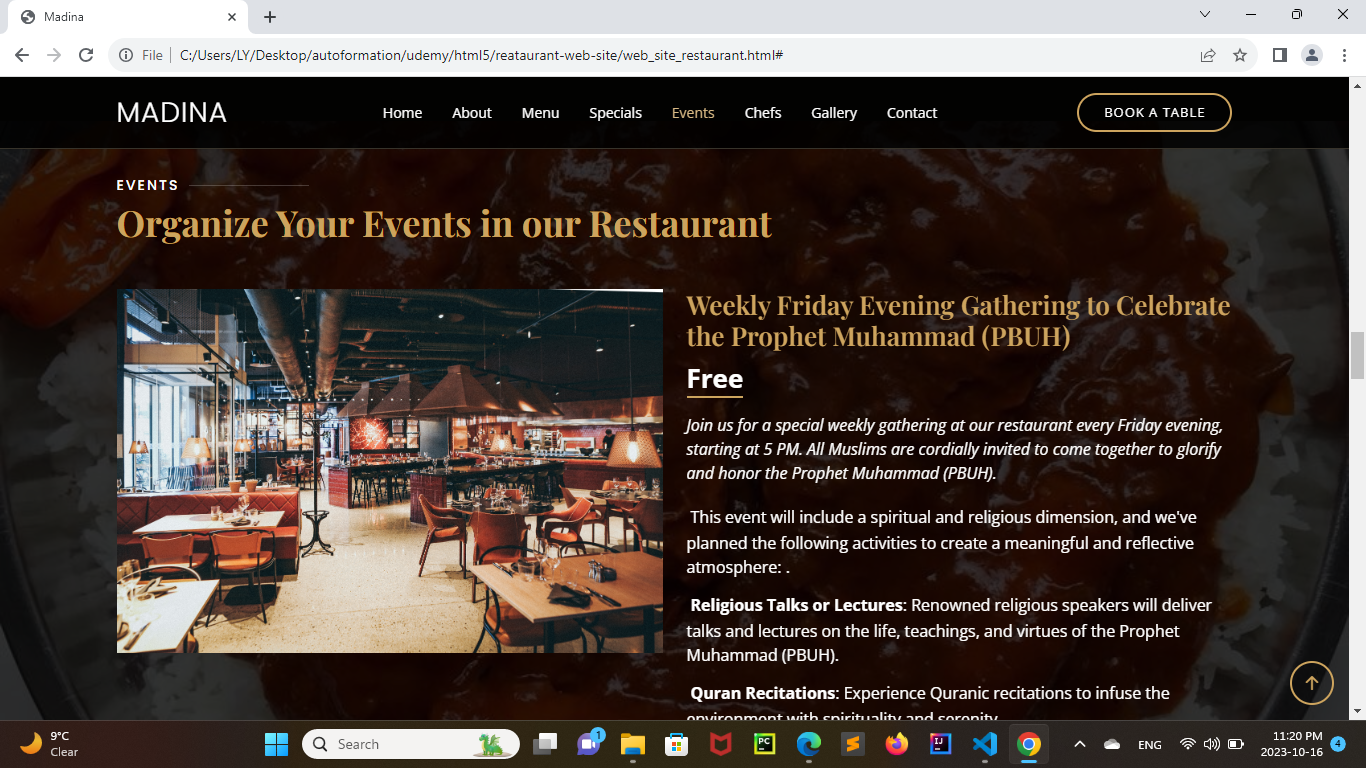 Madina
File
C:/Users/LY/Desktop/autoformation/udemy/html5/reataurant-web-site/web_site_restaurant.html#
MADINA
Home About Menu Specials Events Chefs Gallery Contact
BOOK A TABLE
EVENTS
Organize Your Events in our Restaurant
Weekly Friday Evening Gathering to Celebrate
the Prophet Muhammad (PBUH)
Free
Join us for a special weekly gathering at our restaurant every Friday evening,
starting at 5 PM. All Muslims are cordially invited to come together to glorify
and honor the Prophet Muhammad (PBUH).
This event will include a spiritual and religious dimension, and we've
planned the following activities to create a meaningful and reflective
atmosphere: .
Religious Talks or Lectures: Renowned religious speakers will deliver
talks and lectures on the life, teachings, and virtues of the Prophet
Muhammad (PBUH).
Quran Recitations: Experience Quranic recitations to infuse the
environment with spirituality and serenity
9°C
Clear
Search
1
PC
IJ
ENG
11:20 PM
2023-10-16
4